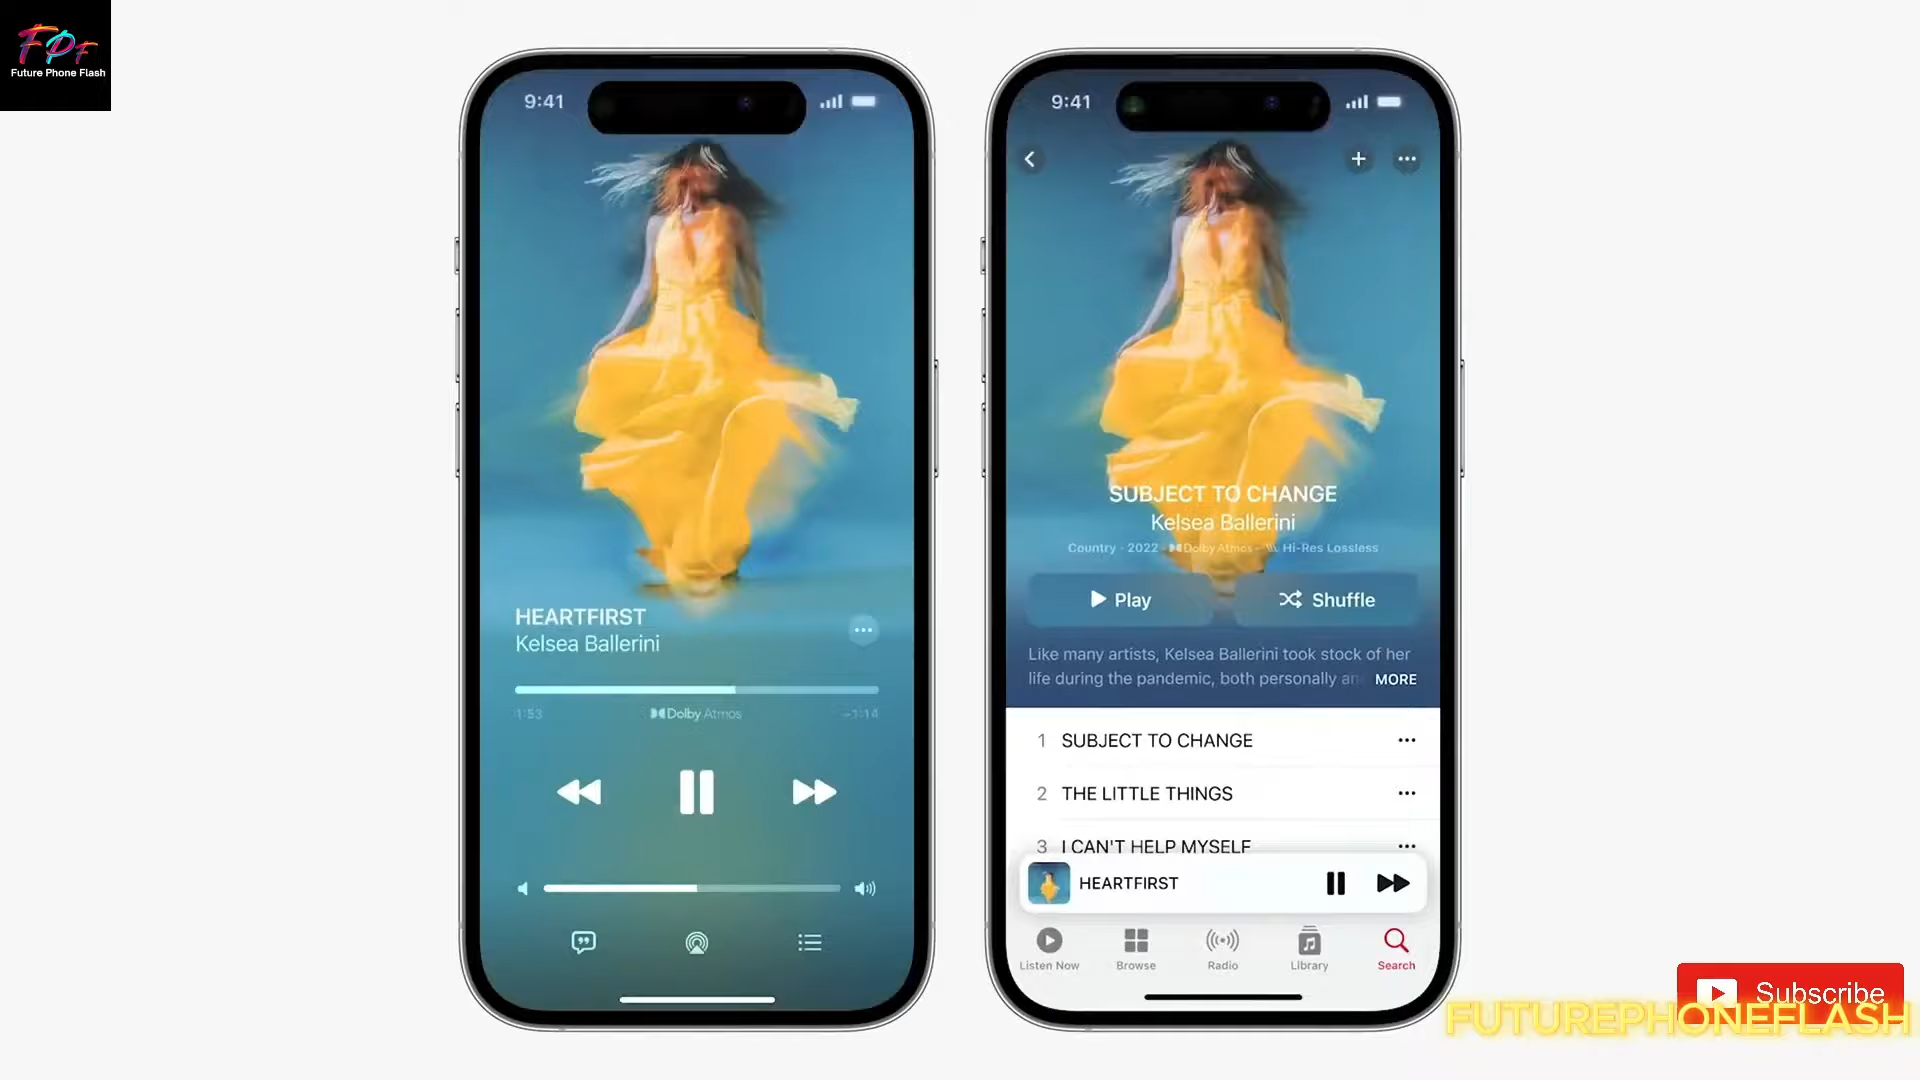 FPF
Future Phone Flash
9:41
HEARTFIRST
Kelsea Ballerini
1:53
Dolby Atmos
-1:14
9:41
SUBJECT TO CHANGE
Kelsea Ballerini
Country · 2022 · Dolby Atmos · Hi-Res Lossless
Play
Shuffle
Like many artists, Kelsea Ballerini took stock of her
life during the pandemic, both personally an MORE
1 SUBJECT TO CHANGE
2 THE LITTLE THINGS
3 I CAN'T HELP MYSELF
HEARTFIRST
Listen Now
Browse
Radio
Library
Search
Subscribe
FUTUREPHONEFLASH